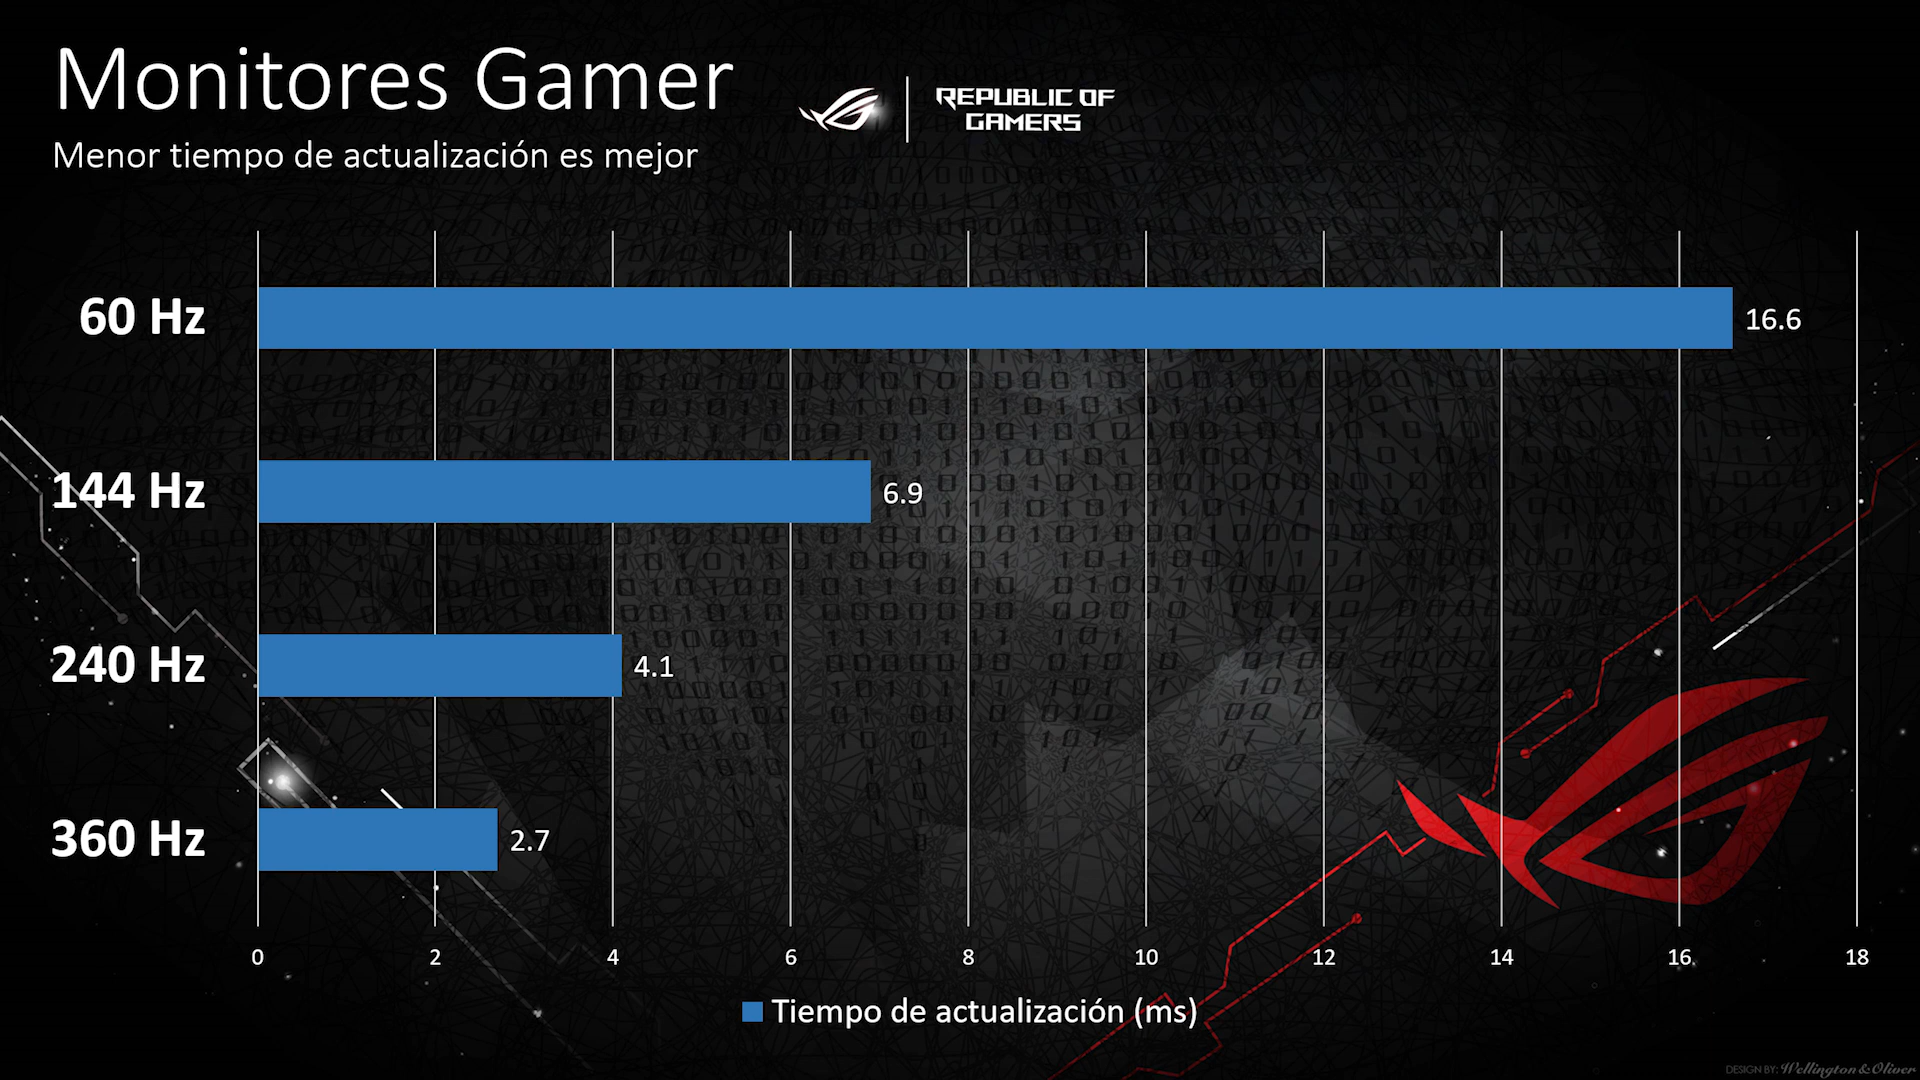 Monitores Gamer
Menor tiempo de actualización es mejor
REPUBLIC OF
GAMERS
60 Hz
16.6
144 Hz
6.9
240 Hz
4.1
360 Hz
2.7
0 2 4 6 8 10 12 14 16 18
Tiempo de actualización (ms)
DESIGN BY: Wellington & Oliver